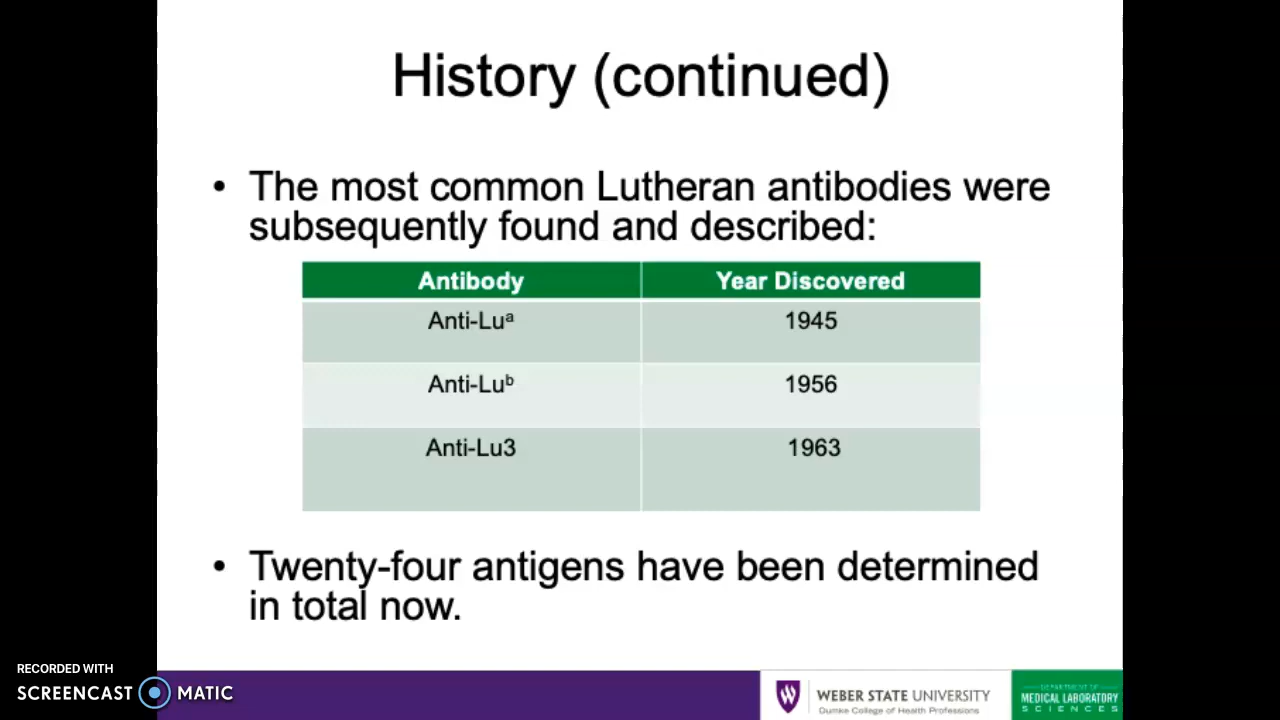 History (continued)
• The most common Lutheran antibodies were
subsequently found and described:
Antibody Year Discovered
Anti-Luᵃ 1945
Anti-Luᵇ 1956
Anti-Lu3 1963
• Twenty-four antigens have been determined
in total now.
RECORDED WITH
SCREENCAST MATIC
WEBER STATE UNIVERSITY
Dumke College of Health Professions
DEPARTMENT OF
MEDICAL LABORATORY
SCIENCES